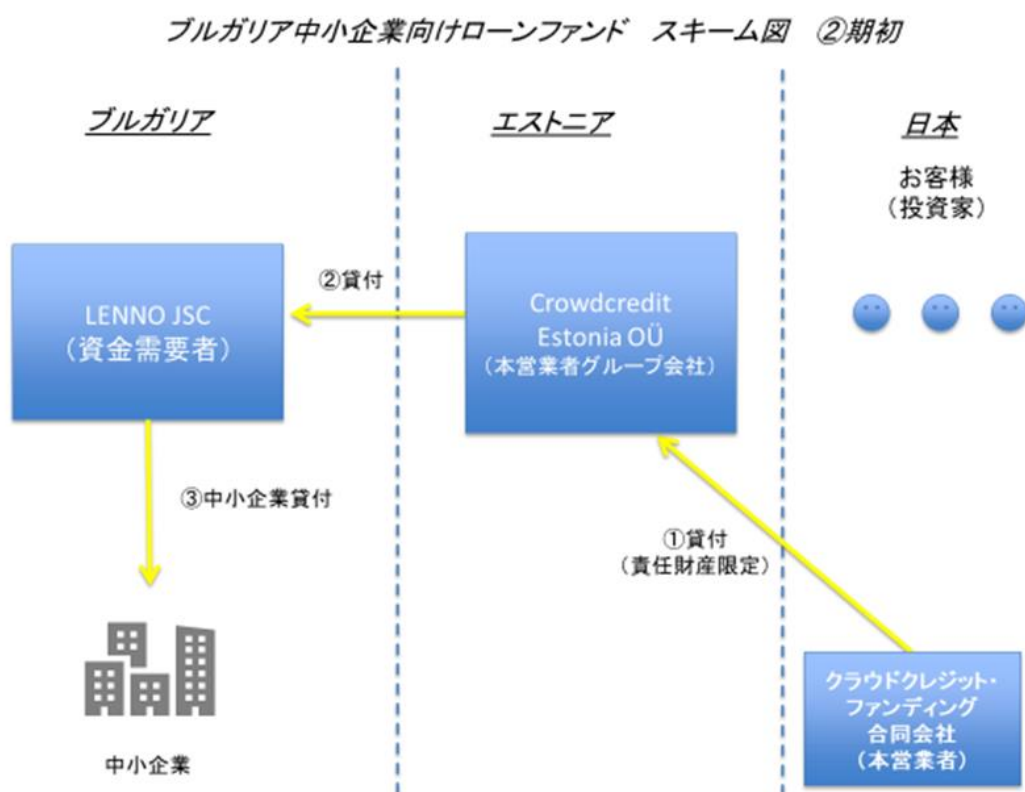 ブルガリア中小企業向けローンファンド　スキーム図　②期初
ブルガリア
エストニア
日本
お客様
（投資家）
LENNO JSC
（資金需要者）
②貸付
Crowdcredit
Estonia OÜ
（本営業者グループ会社）
③中小企業貸付
①貸付
（責任財産限定）
中小企業
クラウドクレジット・
ファンディング
合同会社
（本営業者）